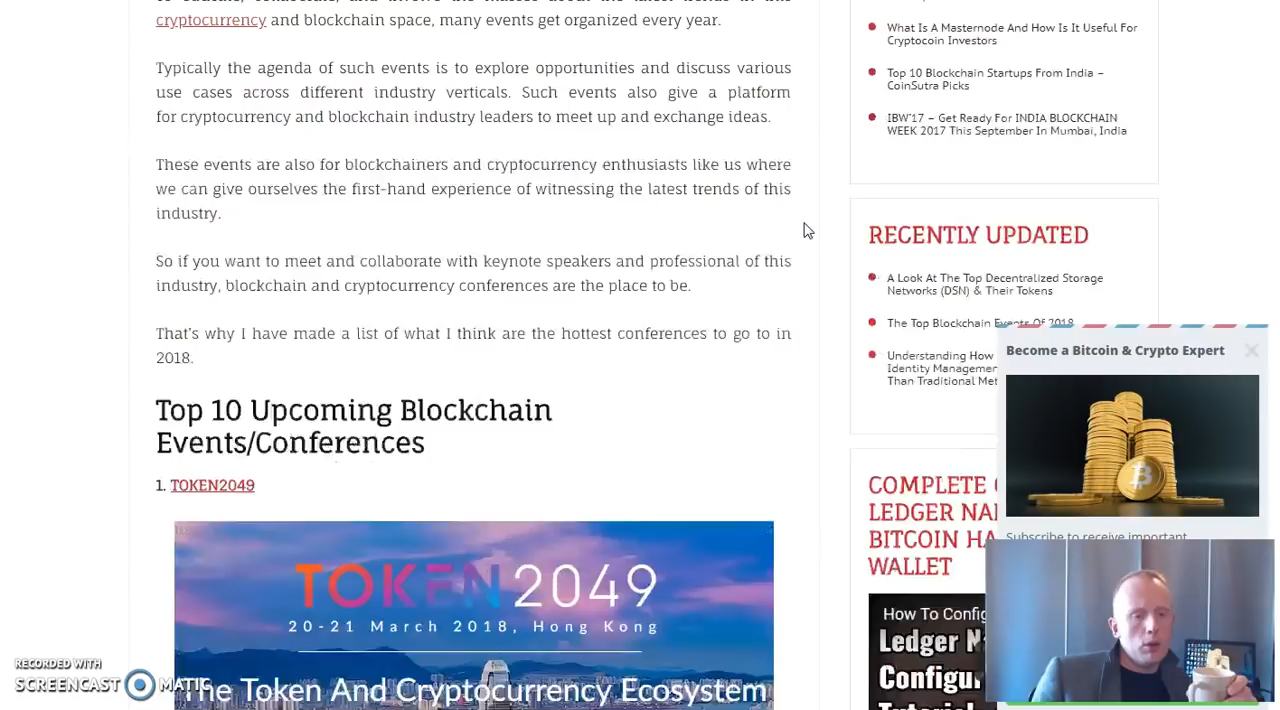 cryptocurrency and blockchain space, many events get organized every year.
Typically the agenda of such events is to explore opportunities and discuss various
use cases across different industry verticals. Such events also give a platform
for cryptocurrency and blockchain industry leaders to meet up and exchange ideas.
These events are also for blockchainers and cryptocurrency enthusiasts like us where
we can give ourselves the first-hand experience of witnessing the latest trends of this
industry.
So if you want to meet and collaborate with keynote speakers and professional of this
industry, blockchain and cryptocurrency conferences are the place to be.
That's why I have made a list of what I think are the hottest conferences to go to in
2018.
Top 10 Upcoming Blockchain
Events/Conferences
1. TOKEN2049
TOKEN2049
20-21 March 2018, Hong Kong
The Token And Cryptocurrency Ecosystem
RECORDED WITH
SCREENCAST MATIC
What Is A Masternode And How Is It Useful For
Cryptocoin Investors
Top 10 Blockchain Startups From India –
CoinSutra Picks
IBW'17 – Get Ready For INDIA BLOCKCHAIN
WEEK 2017 This September In Mumbai, India
RECENTLY UPDATED
A Look At The Top Decentralized Storage
Networks (DSN) & Their Tokens
The Top Blockchain Events Of 2018
Understanding How
Identity Management
Than Traditional
COMPLETE
LEDGER
BITCOIN
WALLET
How To
Ledger
Become a Bitcoin & Crypto Expert
Subscribe to receive important